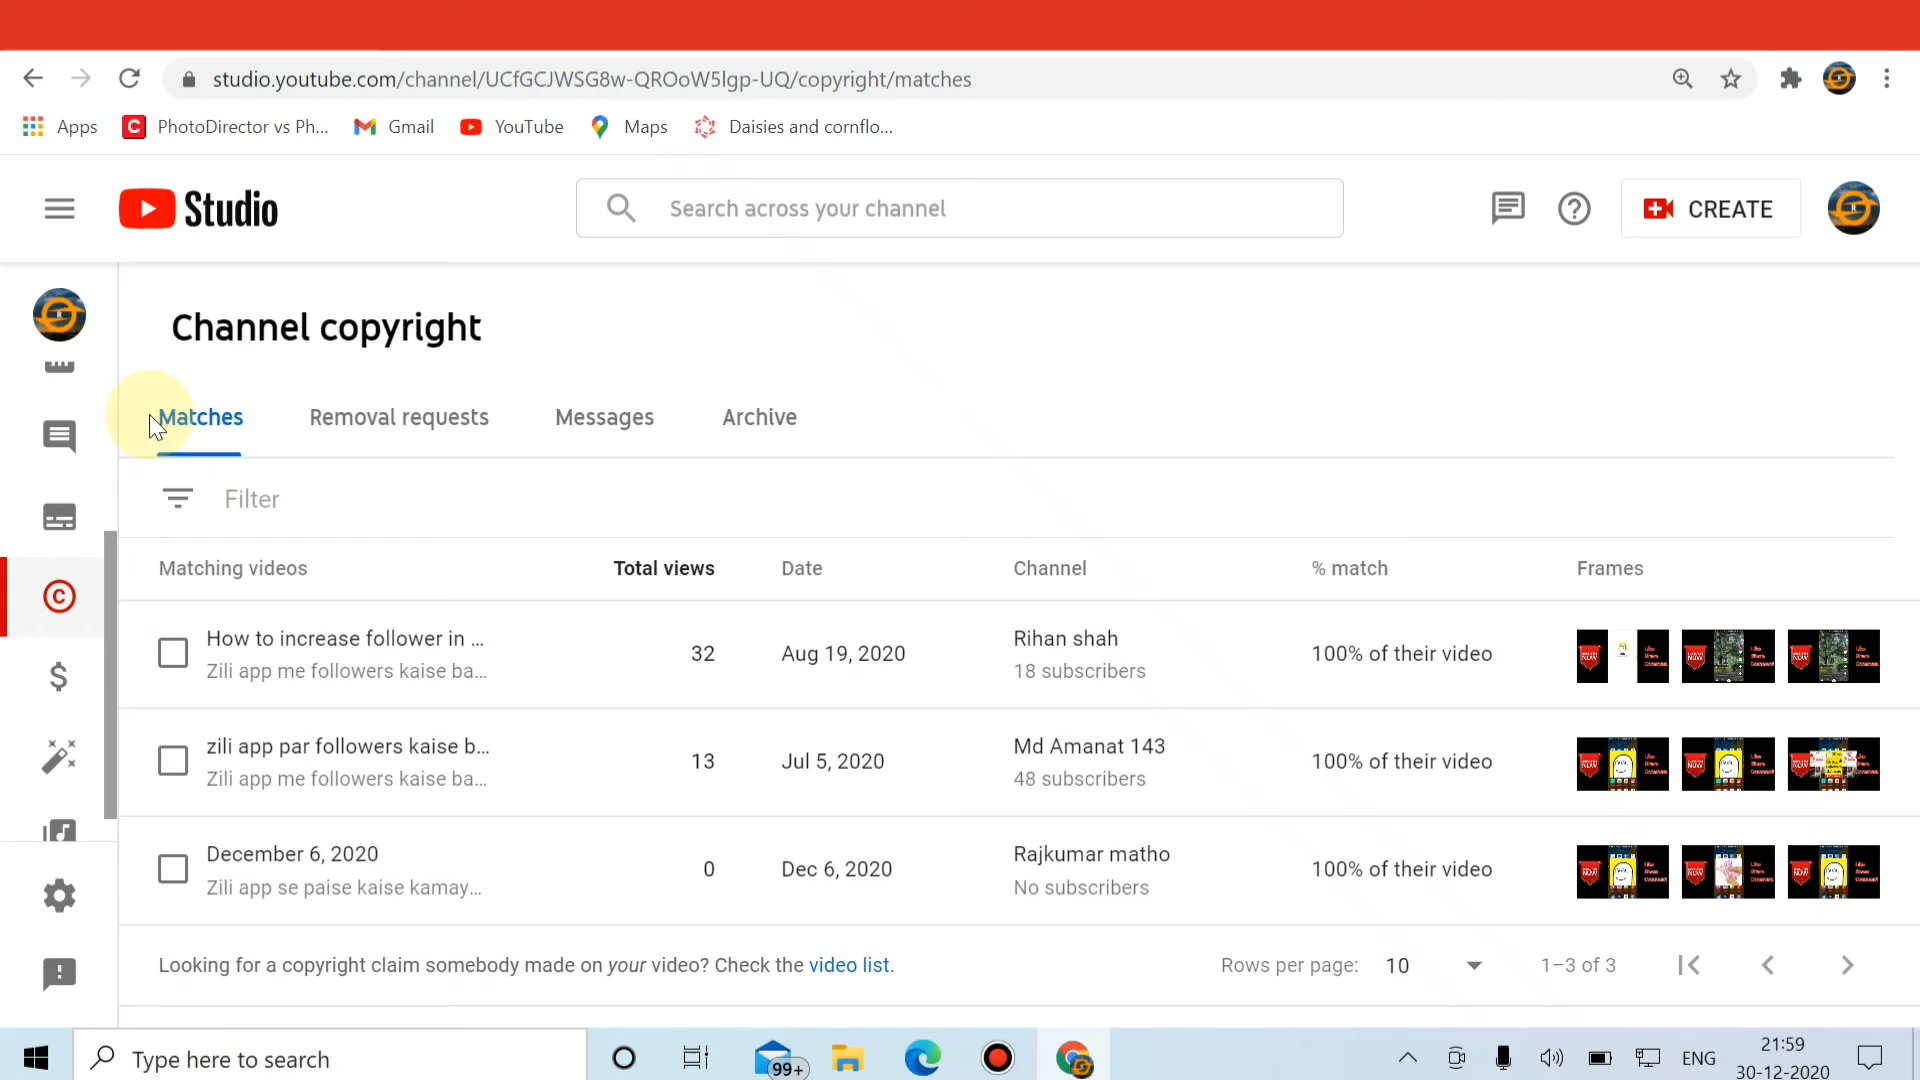 studio.youtube.com/channel/UCfGCJWSG8w-QROoW5lgp-UQ/copyright/matches
Apps PhotoDirector vs Ph... Gmail YouTube Maps Daisies and cornflo...
Studio
Search across your channel
CREATE
Channel copyright
Matches Removal requests Messages Archive
Filter
Matching videos Total views Date Channel % match Frames
How to increase follower in ... 32 Aug 19, 2020 Rihan shah 100% of their video
Zili app me followers kaise ba... 18 subscribers
zili app par followers kaise b... 13 Jul 5, 2020 Md Amanat 143 100% of their video
Zili app me followers kaise ba... 48 subscribers
December 6, 2020 0 Dec 6, 2020 Rajkumar matho 100% of their video
Zili app se paise kaise kamay... No subscribers
Looking for a copyright claim somebody made on your video? Check the video list.
Rows per page: 10 1–3 of 3
Type here to search
99+
ENG
21:59
30-12-2020